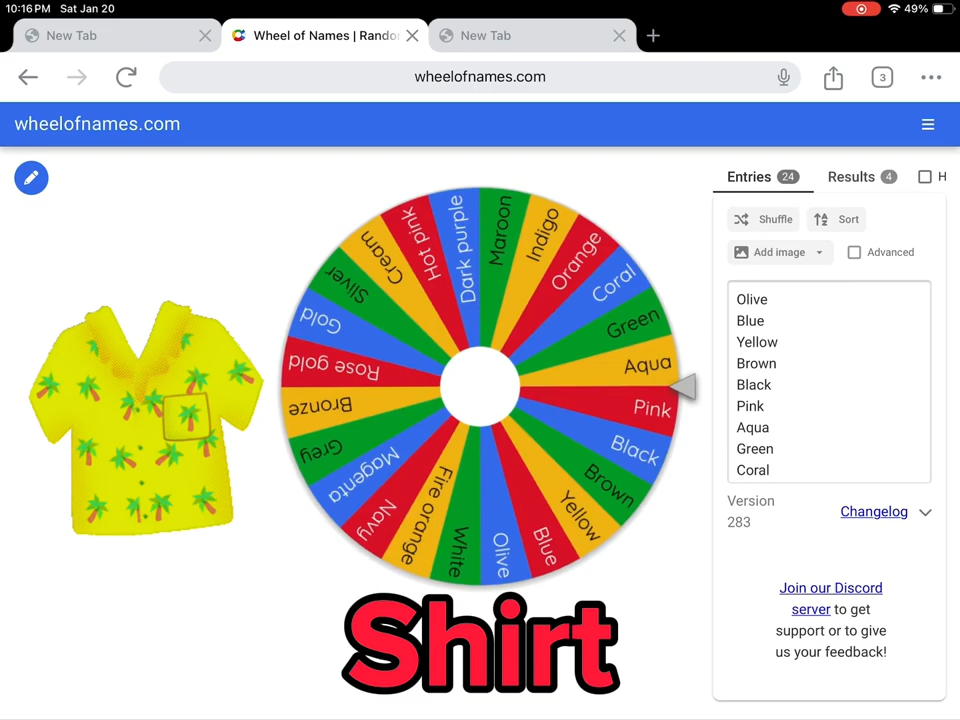 10:16 PM Sat Jan 20
49%
New Tab
Wheel of Names | Rando
New Tab
wheelofnames.com
3
wheelofnames.com
Entries 24
Results 4
H
Shuffle
Sort
Add image
Advanced
Olive
Blue
Yellow
Brown
Black
Pink
Aqua
Green
Coral
Version
283
Changelog
Join our Discord
server to get
support or to give
us your feedback!
Dark purple
Maroon
Indigo
Orange
Coral
Green
Aqua
Pink
Black
Brown
Yellow
Blue
Olive
White
Fire orange
Navy
Magenta
Grey
Bronze
Rose gold
Gold
Sliver
Cream
Hot pink
Shirt